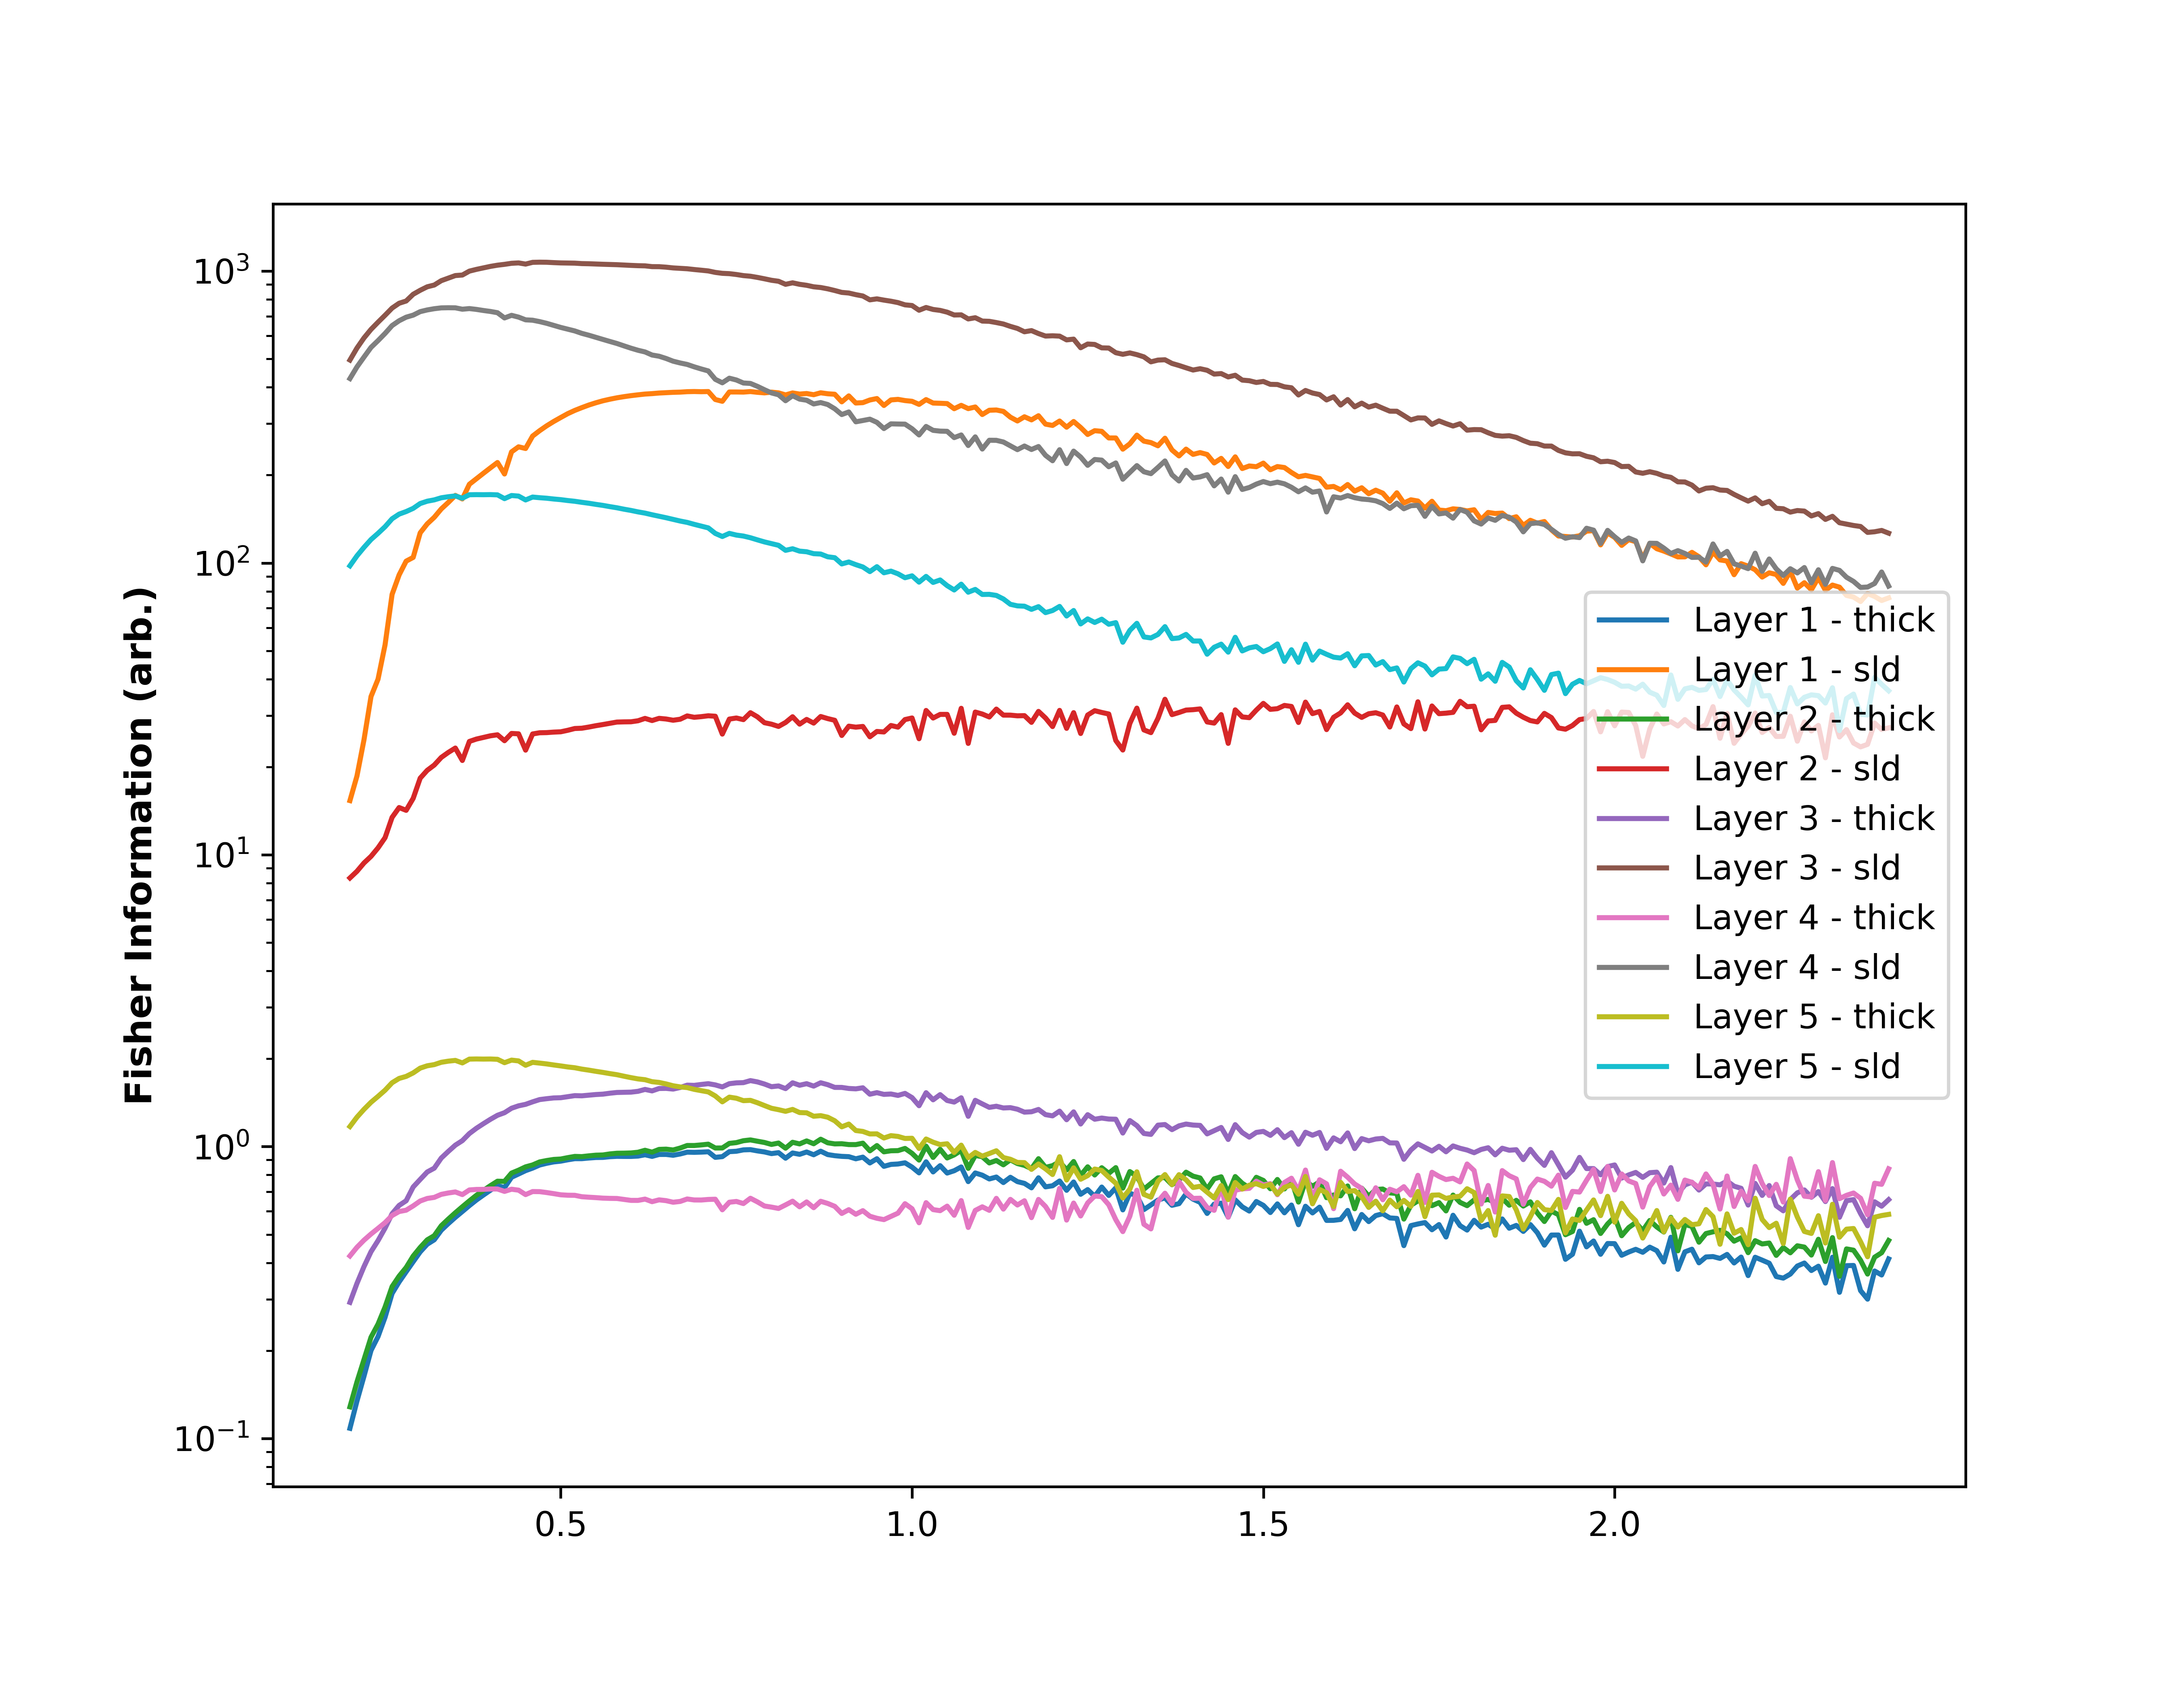 Fisher Information (arb.)
10³
10²
10¹
10⁰
10⁻¹
0.5 1.0 1.5 2.0
Layer 1 - thick
Layer 1 - sld
Layer 2 - thick
Layer 2 - sld
Layer 3 - thick
Layer 3 - sld
Layer 4 - thick
Layer 4 - sld
Layer 5 - thick
Layer 5 - sld